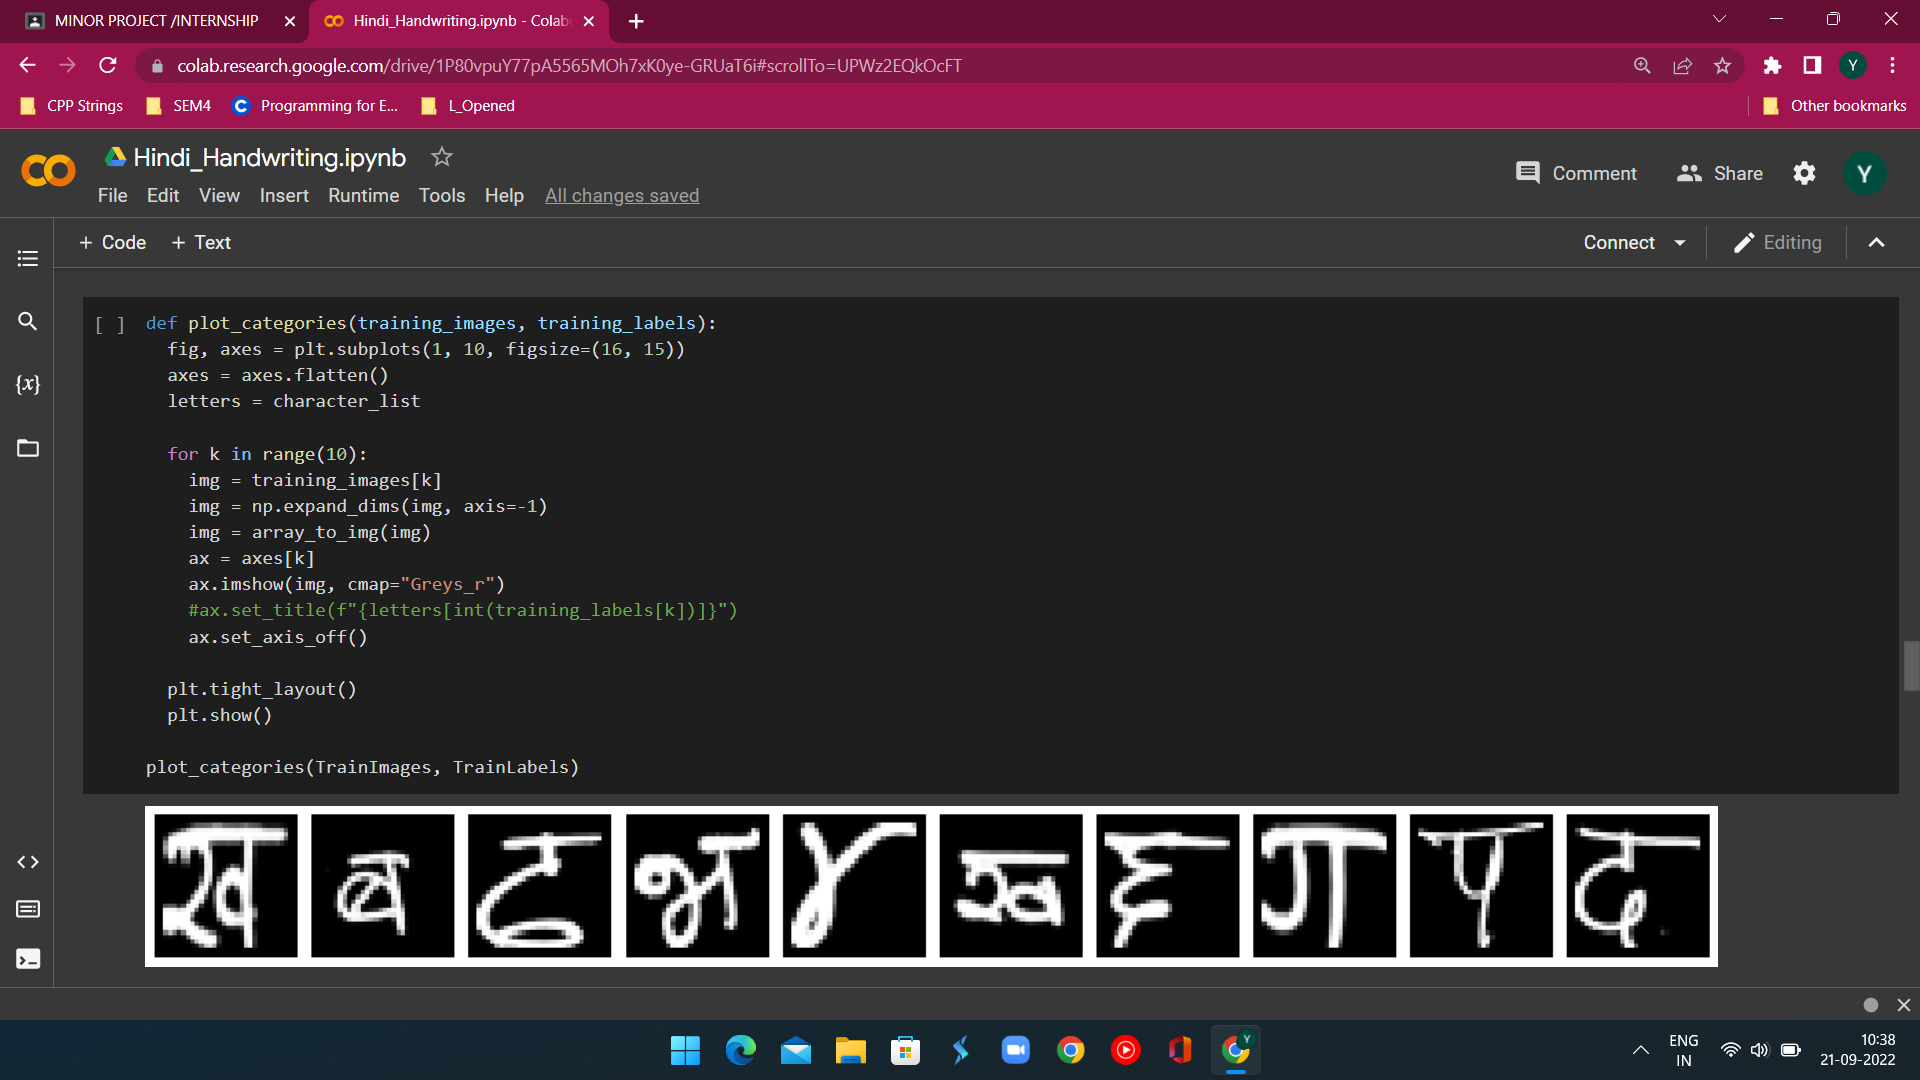 MINOR PROJECT /INTERNSHIP
Hindi_Handwriting.ipynb - Colab
colab.research.google.com/drive/1P80vpuY77pA5565MOh7xK0ye-GRUaT6i#scrollTo=UPWz2EQkOcFT
Y
CPP Strings
SEM4
Programming for E...
L_Opened
Other bookmarks
Hindi_Handwriting.ipynb
Comment
Share
Y
File Edit View Insert Runtime Tools Help All changes saved
+ Code + Text
Connect
Editing
[ ] def plot_categories(training_images, training_labels):
fig, axes = plt.subplots(1, 10, figsize=(16, 15))
axes = axes.flatten()
letters = character_list
for k in range(10):
img = training_images[k]
img = np.expand_dims(img, axis=-1)
img = array_to_img(img)
ax = axes[k]
ax.imshow(img, cmap="Greys_r")
#ax.set_title(f"{letters[int(training_labels[k])]}")
ax.set_axis_off()
plt.tight_layout()
plt.show()
plot_categories(TrainImages, TrainLabels)
ENG
IN
10:38
21-09-2022